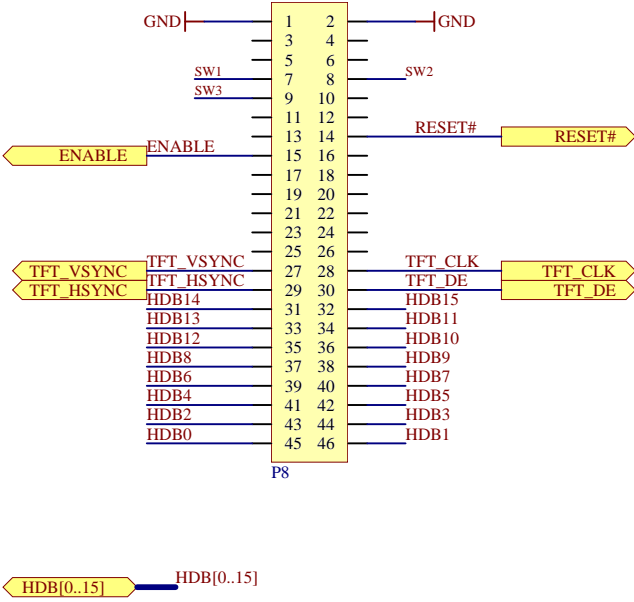 GND 1 2 GND
3 4
5 6
SW1 7 8 SW2
SW3 9 10
11 12
13 14 RESET# RESET#
ENABLE ENABLE 15 16
17 18
19 20
21 22
23 24
25 26
TFT_VSYNC TFT_VSYNC 27 28 TFT_CLK TFT_CLK
TFT_HSYNC TFT_HSYNC 29 30 TFT_DE TFT_DE
HDB14 31 32 HDB15
HDB13 33 34 HDB11
HDB12 35 36 HDB10
HDB8 37 38 HDB9
HDB6 39 40 HDB7
HDB4 41 42 HDB5
HDB2 43 44 HDB3
HDB0 45 46 HDB1
P8
HDB[0..15] HDB[0..15]